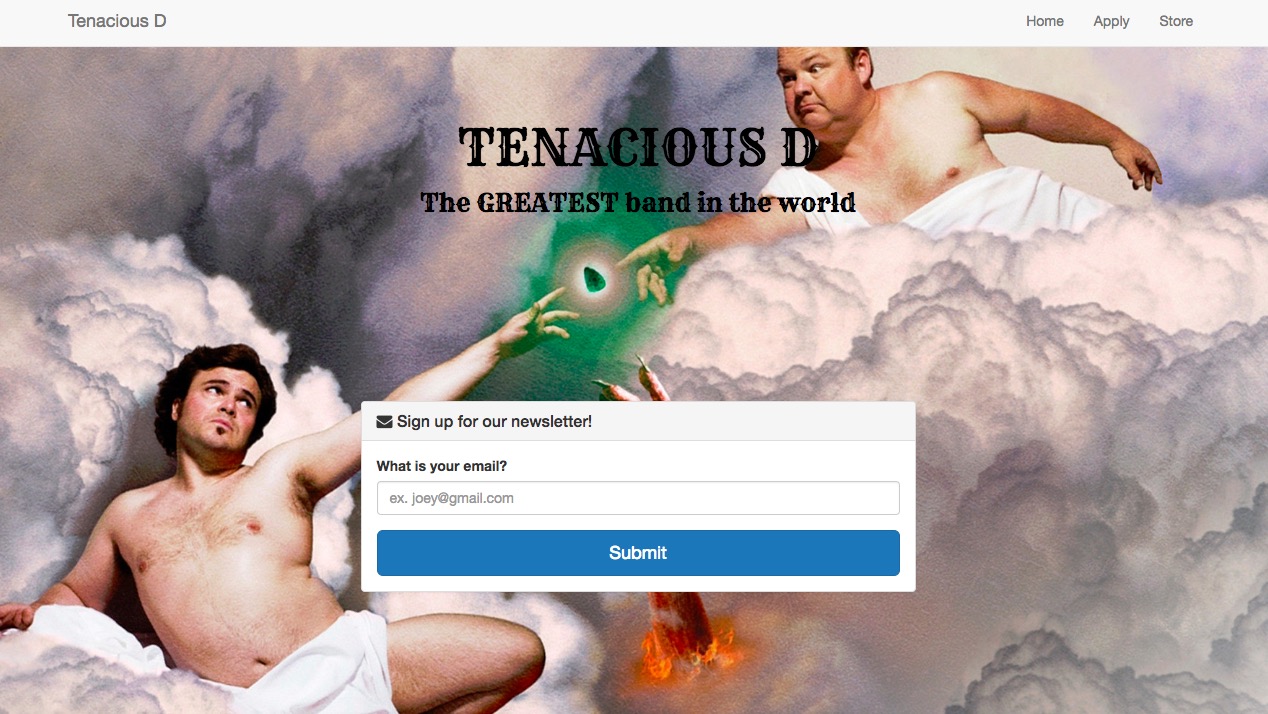 Tenacious D
Home Apply Store
TENACIOUS D
The GREATEST band in the world
Sign up for our newsletter!
What is your email?
ex. joey@gmail.com
Submit